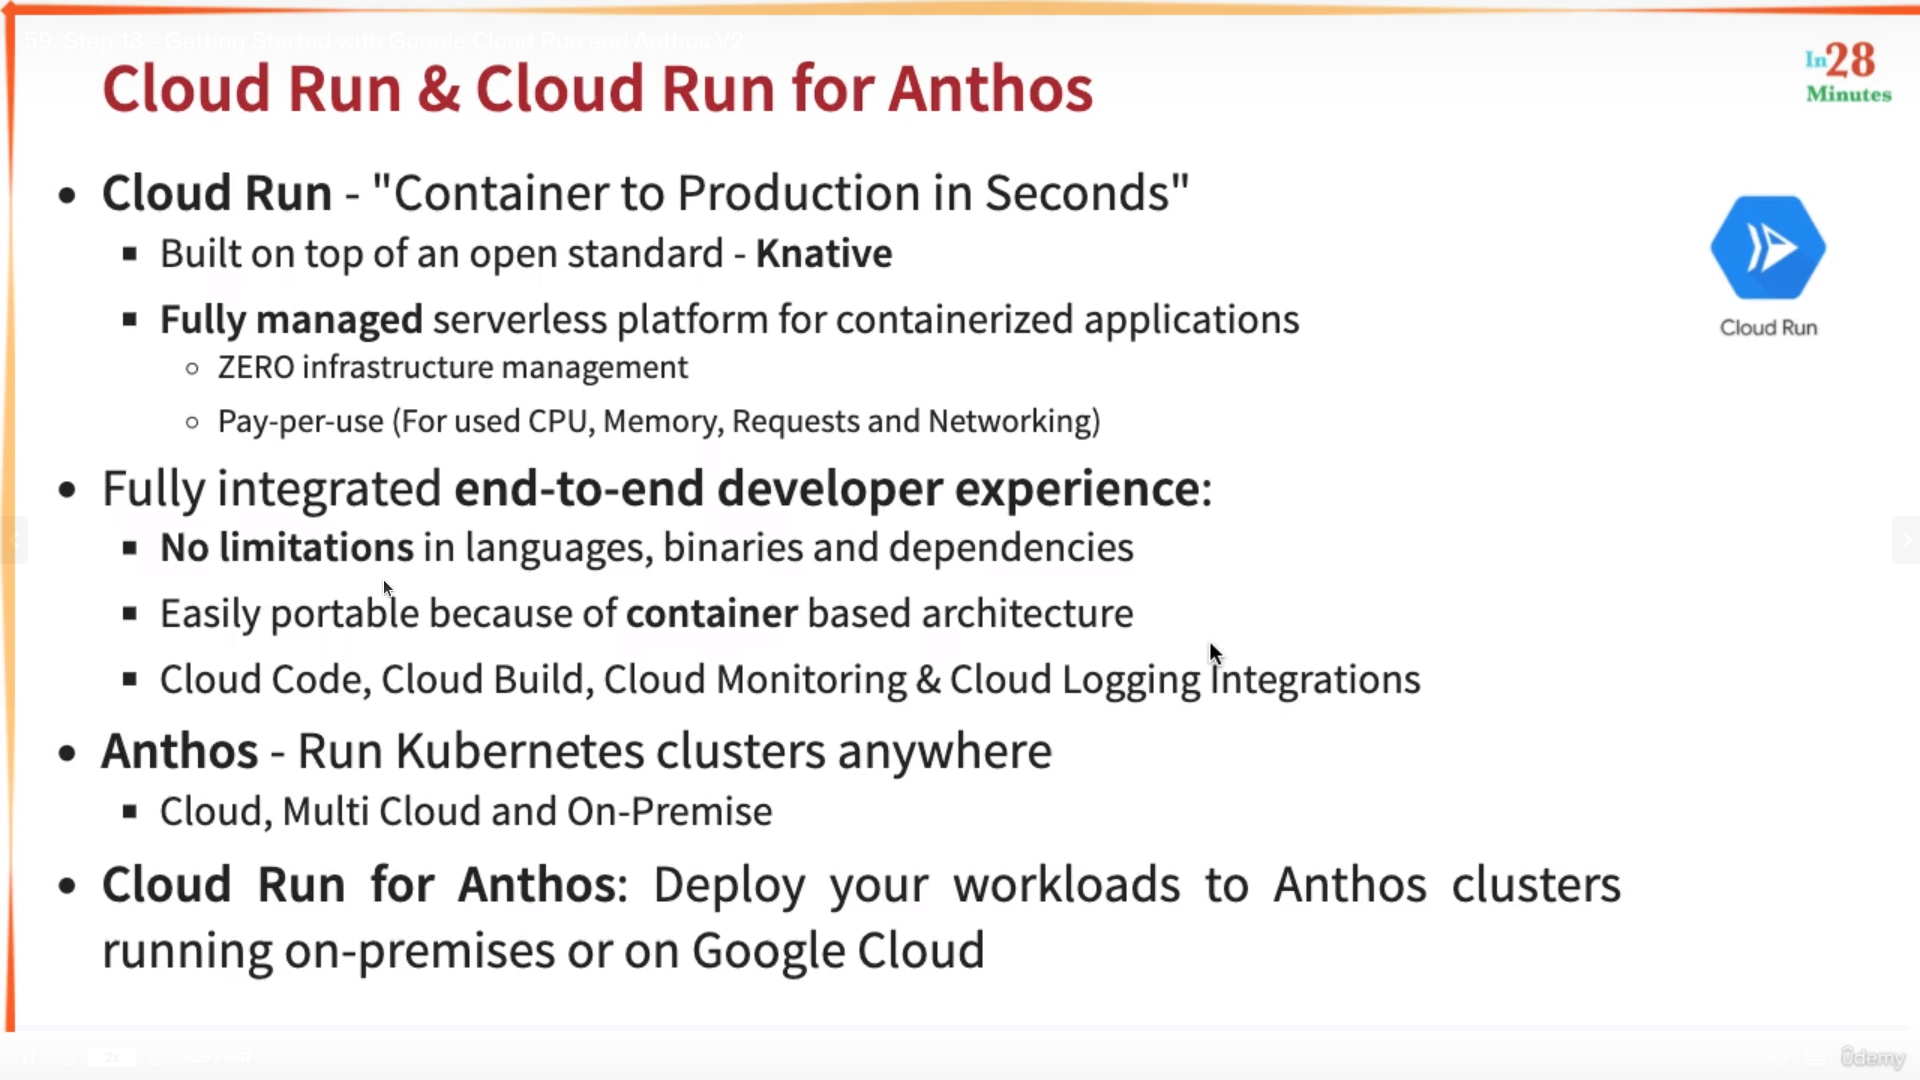 59. Step 13 - Getting Started with Google Cloud Run and Anthos V2
Cloud Run & Cloud Run for Anthos
In28
Minutes
• Cloud Run - "Container to Production in Seconds"
▪ Built on top of an open standard - Knative
▪ Fully managed serverless platform for containerized applications
○ ZERO infrastructure management
○ Pay-per-use (For used CPU, Memory, Requests and Networking)
Cloud Run
• Fully integrated end-to-end developer experience:
▪ No limitations in languages, binaries and dependencies
▪ Easily portable because of container based architecture
▪ Cloud Code, Cloud Build, Cloud Monitoring & Cloud Logging Integrations
• Anthos - Run Kubernetes clusters anywhere
▪ Cloud, Multi Cloud and On-Premise
• Cloud Run for Anthos: Deploy your workloads to Anthos clusters
running on-premises or on Google Cloud
2x
ûdemy